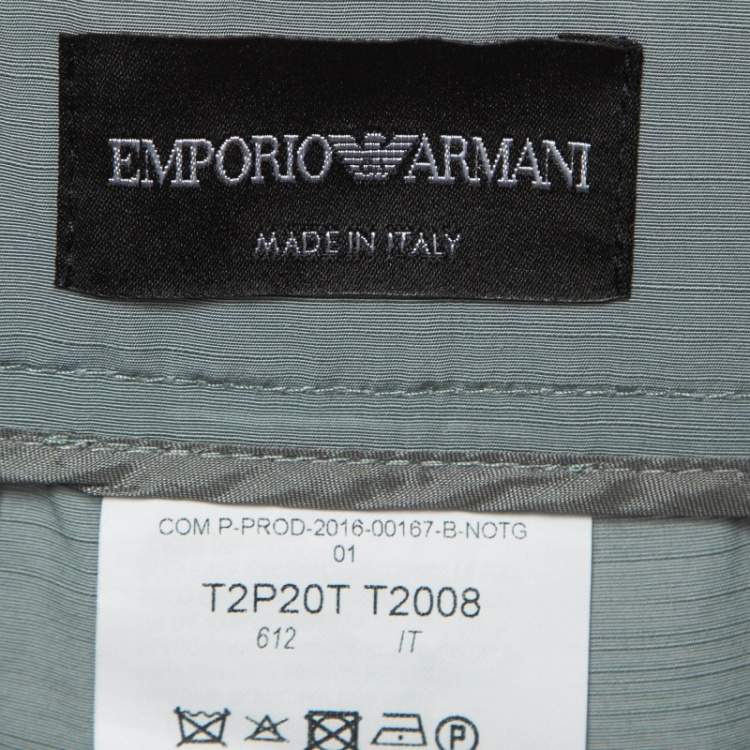 EMPORIO ARMANI
MADE IN ITALY
COM P-PROD-2016-00167-B-NOTG
01
T2P20T T2008
612 IT
P